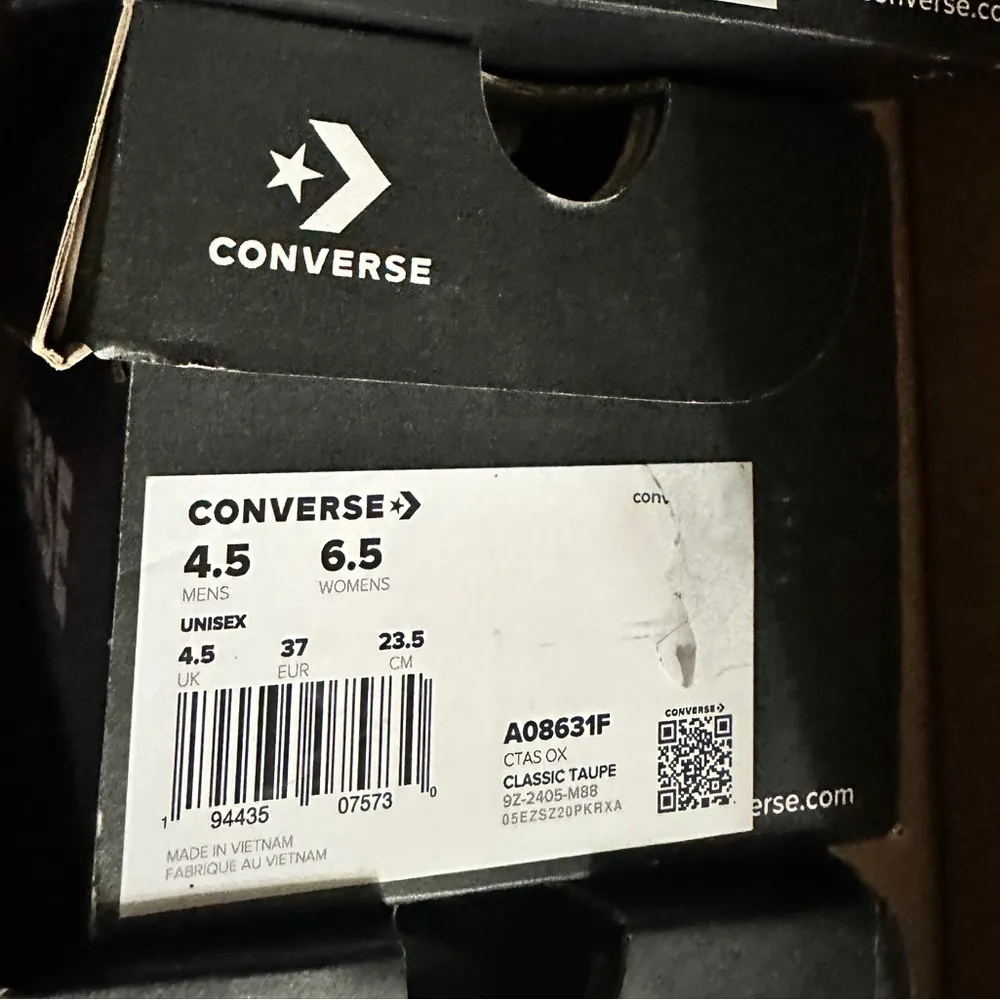 CONVERSE
CONVERSE
4.5 6.5
MENS WOMENS
UNISEX
4.5 37 23.5
UK EUR CM
1 94435 07573 0
MADE IN VIETNAM
FABRIQUE AU VIETNAM
conv
A08631F
CTAS OX
CLASSIC TAUPE
9Z-2405-M88
05EZSZ20PKRXA
CONVERSE
erse.com